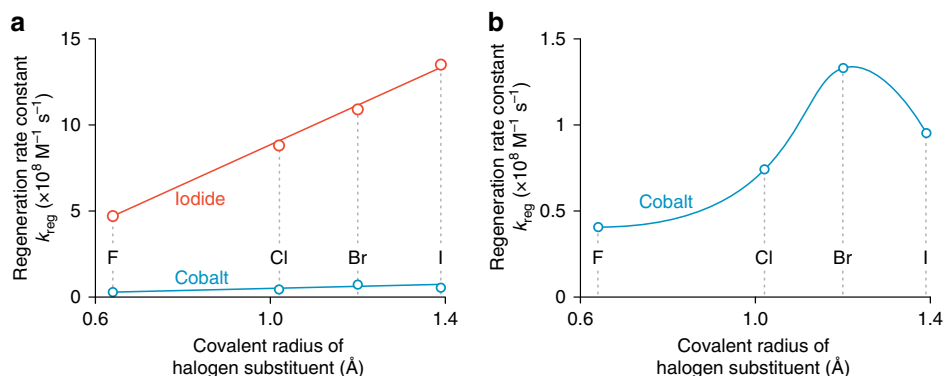 a
Regeneration rate constant
k_reg (×10⁸ M⁻¹ s⁻¹)
15
10
5
0
Iodide
Cobalt
F
Cl
Br
I
0.6
1.0
1.4
Covalent radius of
halogen substituent (Å)
b
Regeneration rate constant
k_reg (×10⁸ M⁻¹ s⁻¹)
1.5
1
0.5
0
Cobalt
F
Cl
Br
I
0.6
1.0
1.4
Covalent radius of
halogen substituent (Å)